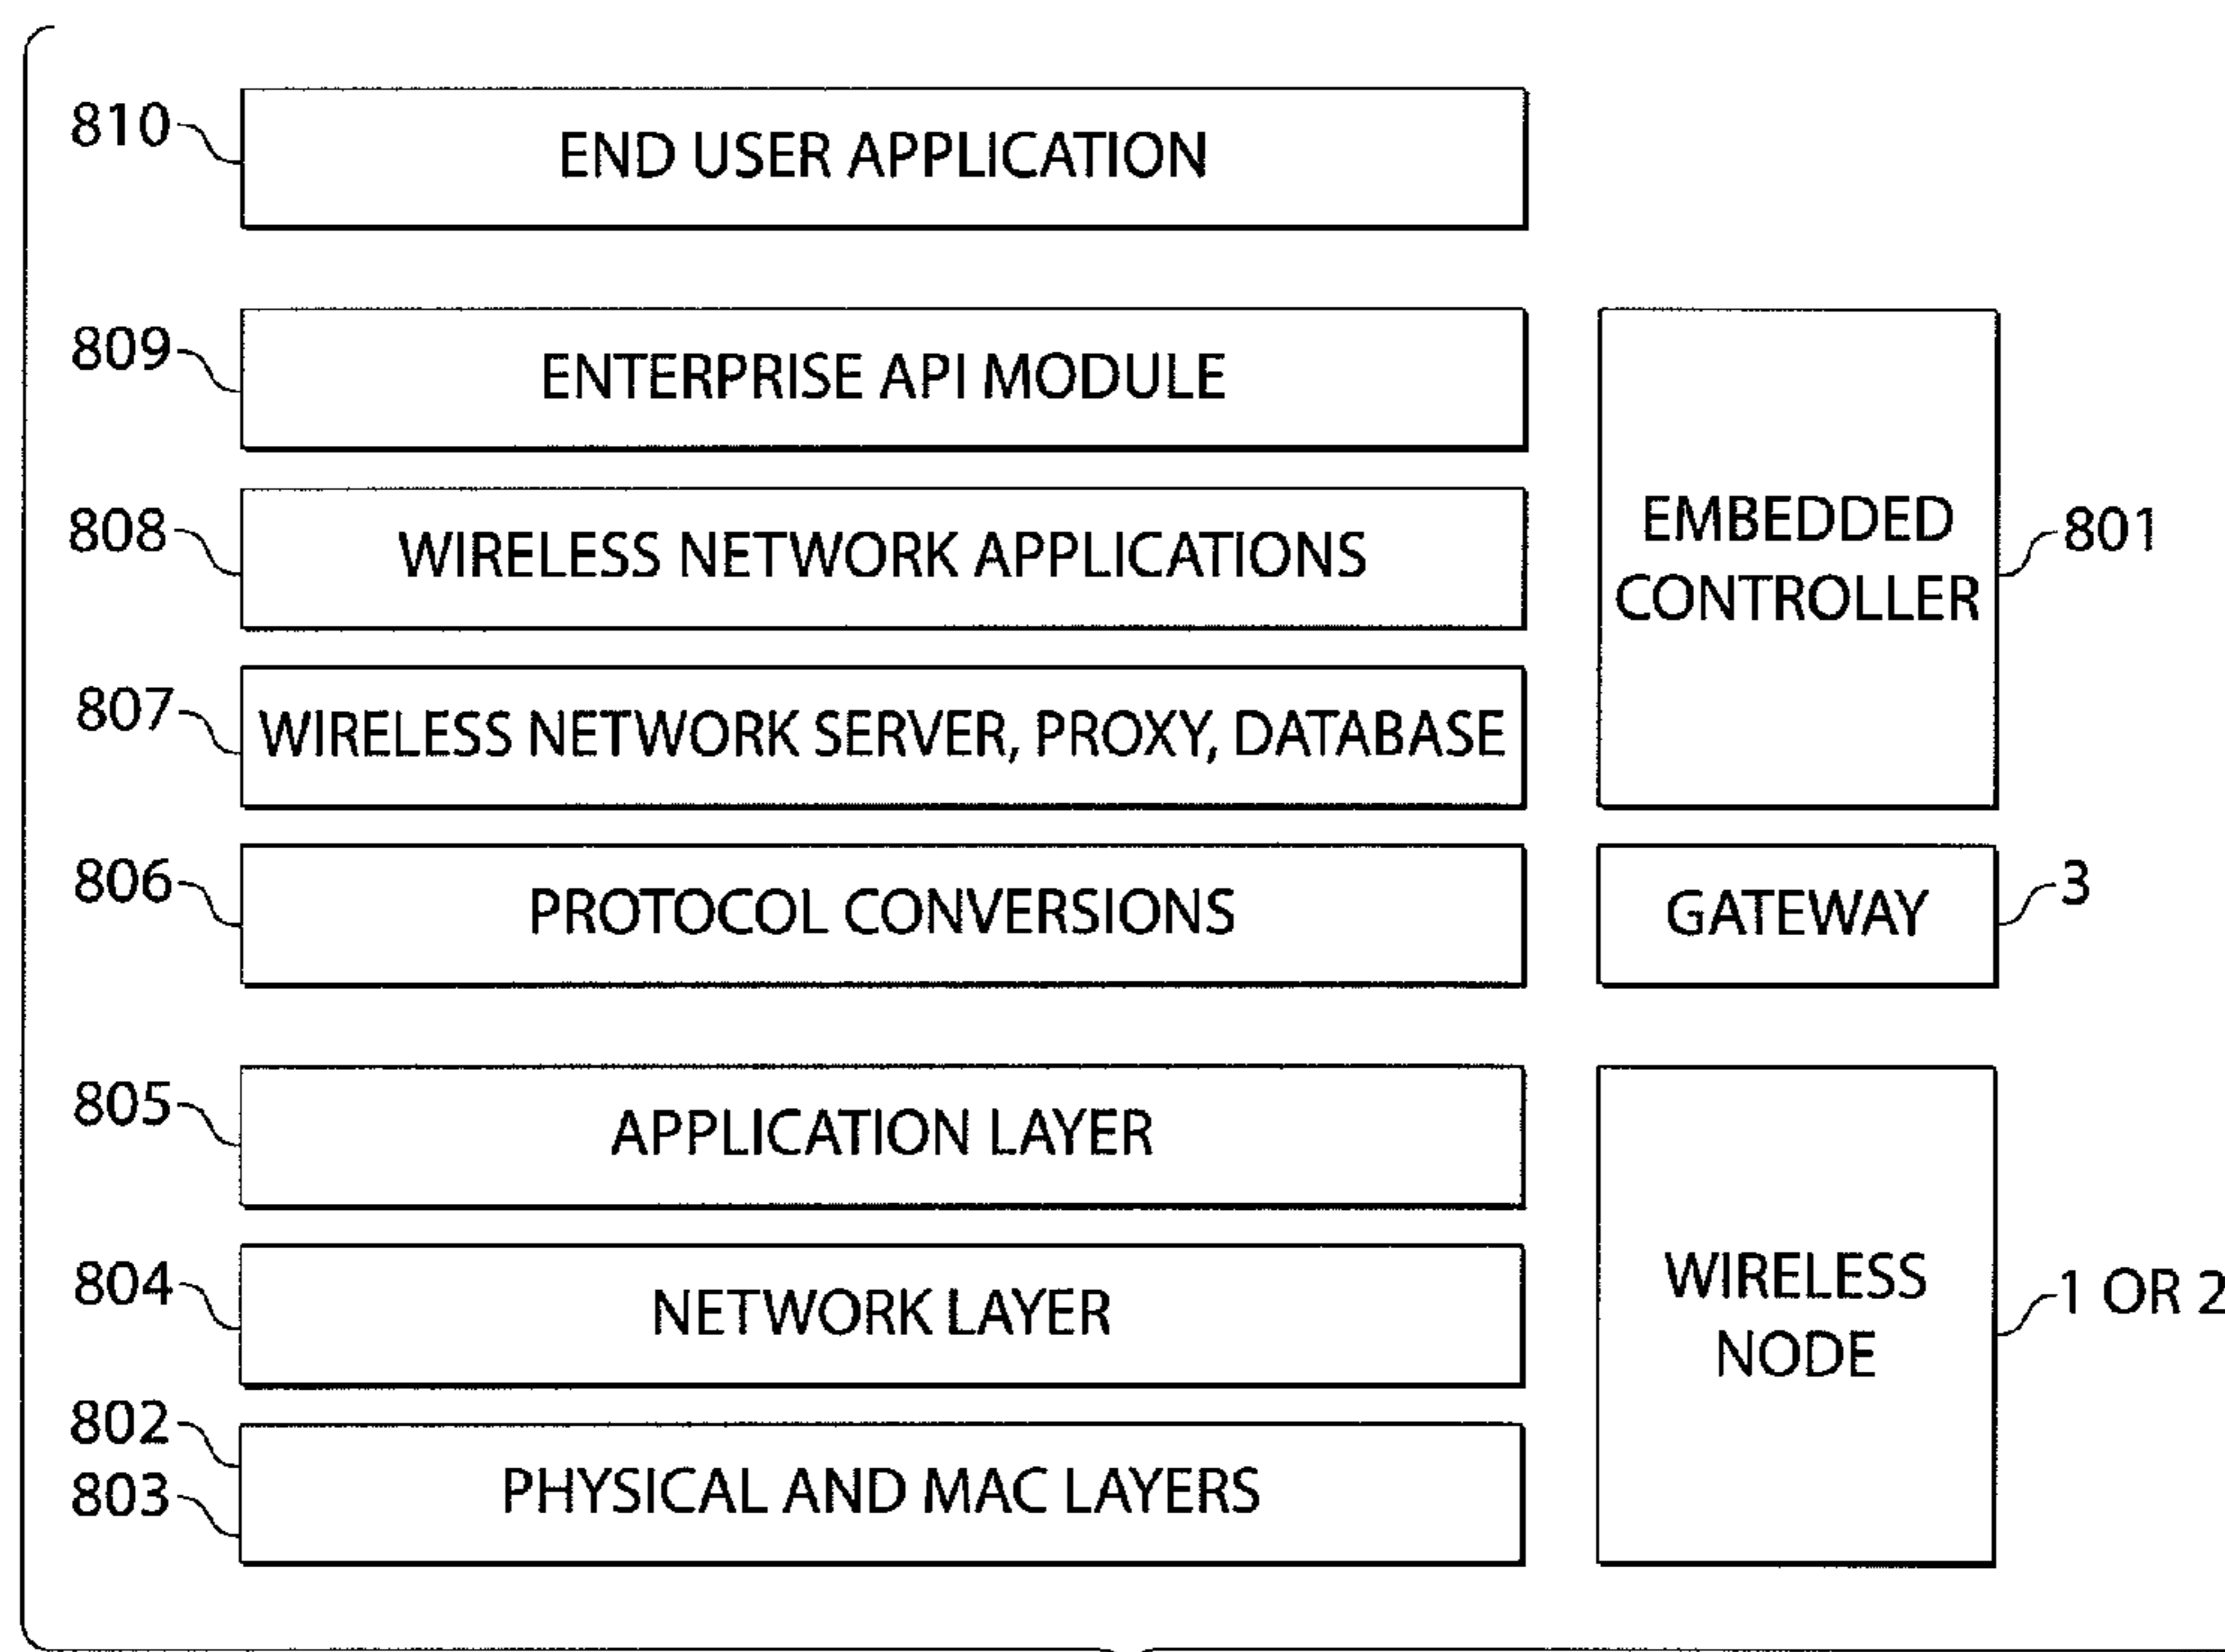 810
END USER APPLICATION
809
ENTERPRISE API MODULE
808
WIRELESS NETWORK APPLICATIONS
EMBEDDED
CONTROLLER
801
807
WIRELESS NETWORK SERVER, PROXY, DATABASE
806
PROTOCOL CONVERSIONS
GATEWAY
3
805
APPLICATION LAYER
804
NETWORK LAYER
WIRELESS
NODE
1 OR 2
802
803
PHYSICAL AND MAC LAYERS